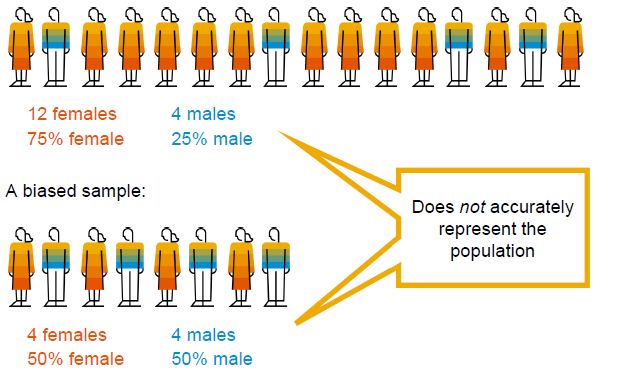 12 females
4 males
75% female
25% male
A biased sample:
Does not accurately
represent the
population
4 females
4 males
50% female
50% male